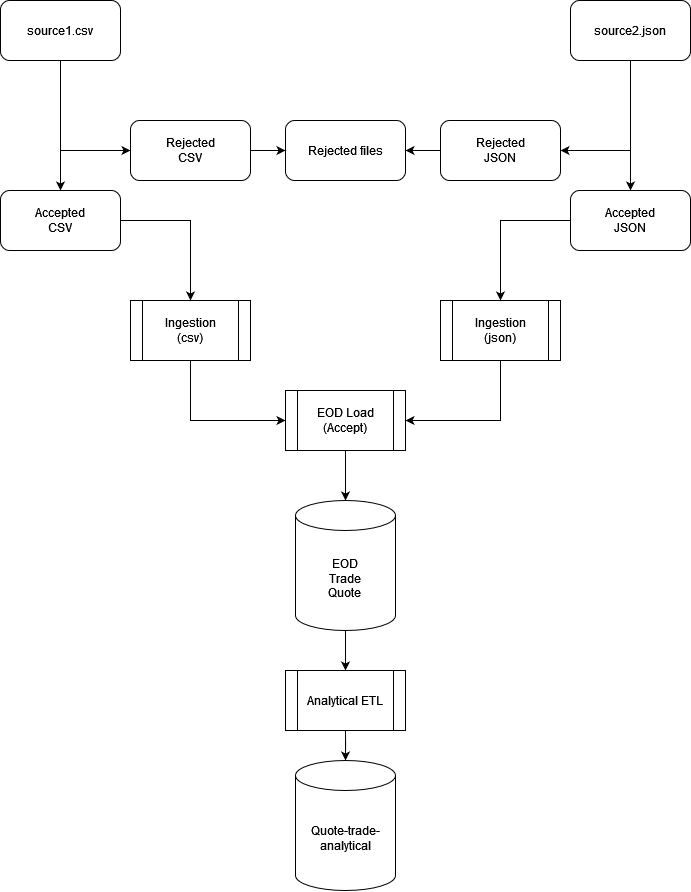 source1.csv
source2.json
Rejected
CSV
Rejected files
Rejected
JSON
Accepted
CSV
Accepted
JSON
Ingestion
(csv)
Ingestion
(json)
EOD Load
(Accept)
EOD
Trade
Quote
Analytical ETL
Quote-trade-
analytical